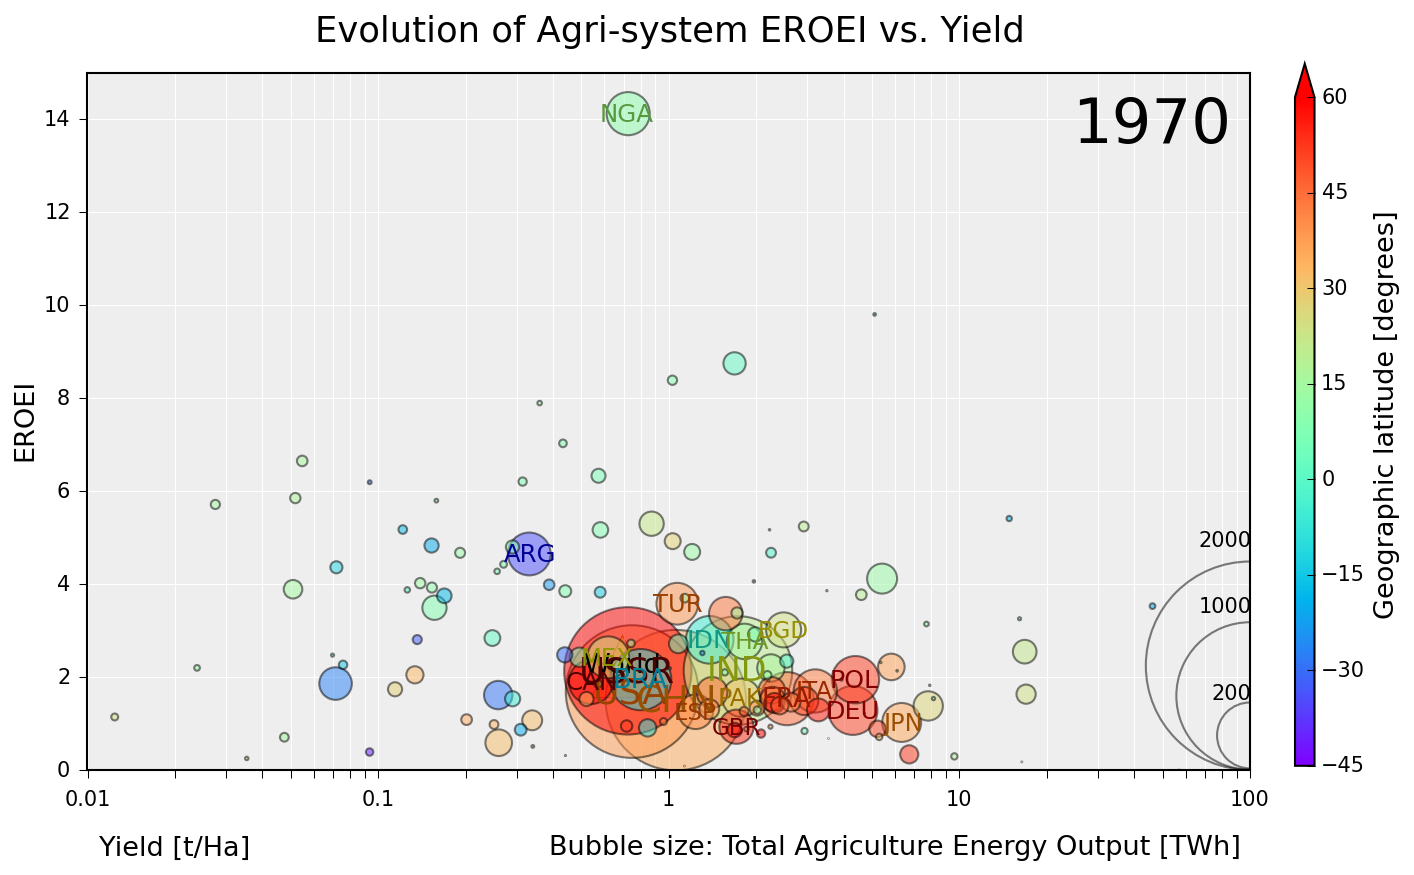 Evolution of Agri-system EROEI vs. Yield
1970
EROEI
14
12
10
8
6
4
2
0
0.01
0.1
1
10
100
Yield [t/Ha]
Bubble size: Total Agriculture Energy Output [TWh]
NGA
ARG
TUR
IDN
THA
BGD
MEX
IND
BRA
USA
CHN
PAK
ESP
GBR
FRA
ITA
POL
DEU
JPN
2000
1000
200
60
45
30
15
0
−15
−30
−45
Geographic latitude [degrees]